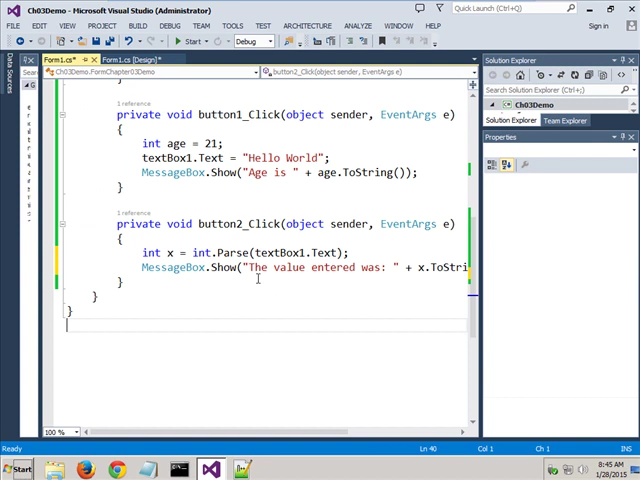 Ch03Demo - Microsoft Visual Studio (Administrator)
Quick Launch (Ctrl+Q)
FILE EDIT VIEW PROJECT BUILD DEBUG TEAM TOOLS TEST ARCHITECTURE ANALYZE WINDOW HELP
Sign in
Start Debug
Data Sources
Form1.cs*
Form1.cs [Design]*
Ch03Demo.FormChapter03Demo
button2_Click(object sender, EventArgs e)
1 reference
private void button1_Click(object sender, EventArgs e)
{
int age = 21;
textBox1.Text = "Hello World";
MessageBox.Show("Age is " + age.ToString());
}
1 reference
private void button2_Click(object sender, EventArgs e)
{
int x = int.Parse(textBox1.Text);
MessageBox.Show("The value entered was: " + x.ToStri
}
}
}
100 %
Solution Explorer
Search Solution Explorer (Ctrl+;)
Ch03Demo
Solution Explorer
Team Explorer
Properties
Ready
Ln 40
Col 1
Ch 1
INS
Start
8:45 AM
1/28/2015